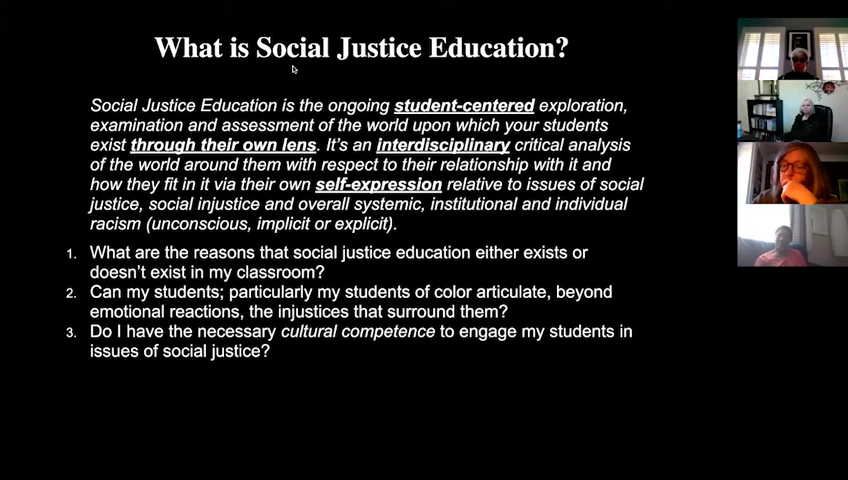 What is Social Justice Education?
Social Justice Education is the ongoing student-centered exploration,
examination and assessment of the world upon which your students
exist through their own lens. It's an interdisciplinary critical analysis
of the world around them with respect to their relationship with it and
how they fit in it via their own self-expression relative to issues of social
justice, social injustice and overall systemic, institutional and individual
racism (unconscious, implicit or explicit).
1. What are the reasons that social justice education either exists or
doesn't exist in my classroom?
2. Can my students; particularly my students of color articulate, beyond
emotional reactions, the injustices that surround them?
3. Do I have the necessary cultural competence to engage my students in
issues of social justice?